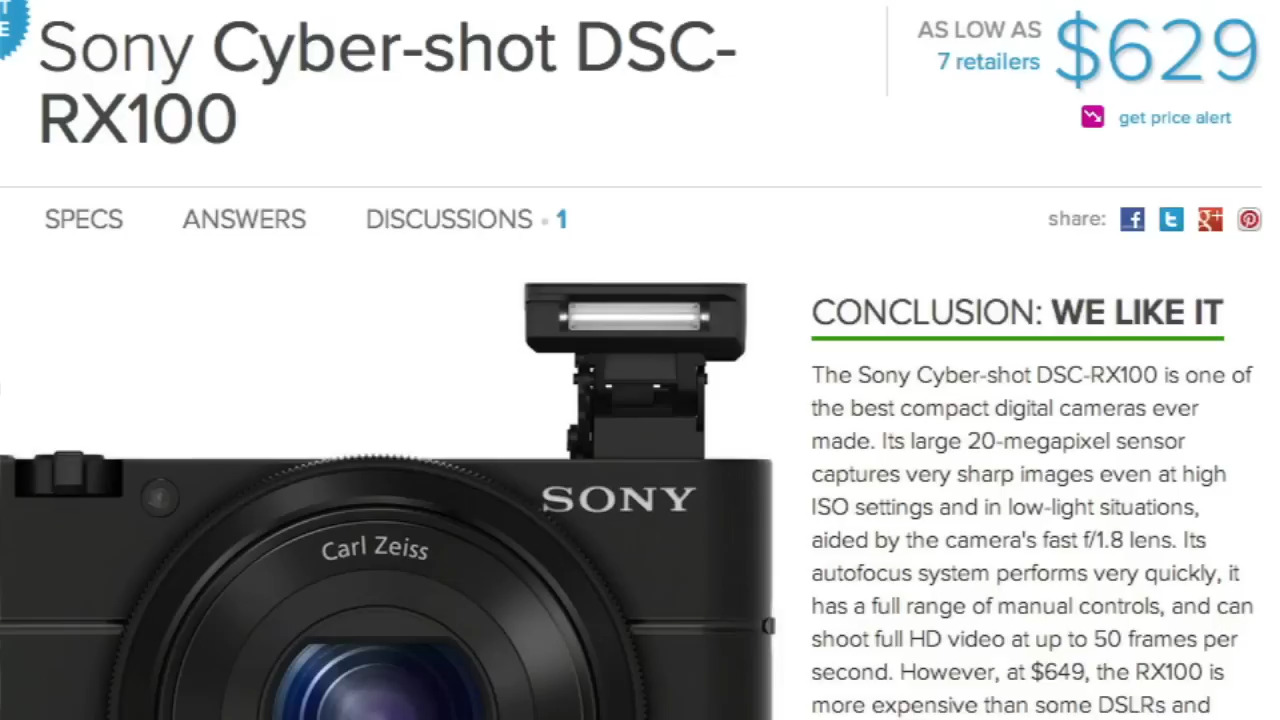 Sony Cyber-shot DSC-
RX100
AS LOW AS
7 retailers
$629
get price alert
SPECS
ANSWERS
DISCUSSIONS • 1
share:
SONY
Carl Zeiss
CONCLUSION: WE LIKE IT
The Sony Cyber-shot DSC-RX100 is one of
the best compact digital cameras ever
made. Its large 20-megapixel sensor
captures very sharp images even at high
ISO settings and in low-light situations,
aided by the camera's fast f/1.8 lens. Its
autofocus system performs very quickly, it
has a full range of manual controls, and can
shoot full HD video at up to 50 frames per
second. However, at $649, the RX100 is
more expensive than some DSLRs and